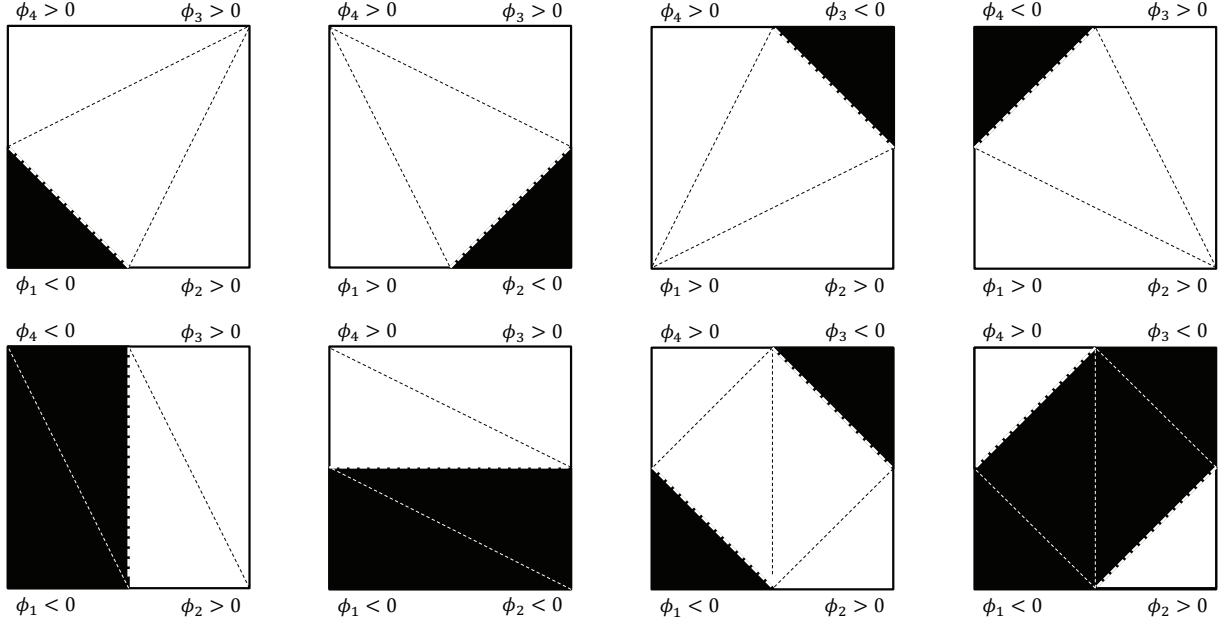 ϕ₄ > 0 ϕ₃ > 0 ϕ₄ > 0 ϕ₃ > 0 ϕ₄ > 0 ϕ₃ < 0 ϕ₄ < 0 ϕ₃ > 0
ϕ₁ < 0 ϕ₂ > 0 ϕ₁ > 0 ϕ₂ < 0 ϕ₁ > 0 ϕ₂ > 0 ϕ₁ > 0 ϕ₂ > 0
ϕ₄ < 0 ϕ₃ > 0 ϕ₄ > 0 ϕ₃ > 0 ϕ₄ > 0 ϕ₃ < 0 ϕ₄ > 0 ϕ₃ < 0
ϕ₁ < 0 ϕ₂ > 0 ϕ₁ < 0 ϕ₂ < 0 ϕ₁ < 0 ϕ₂ > 0 ϕ₁ < 0 ϕ₂ > 0